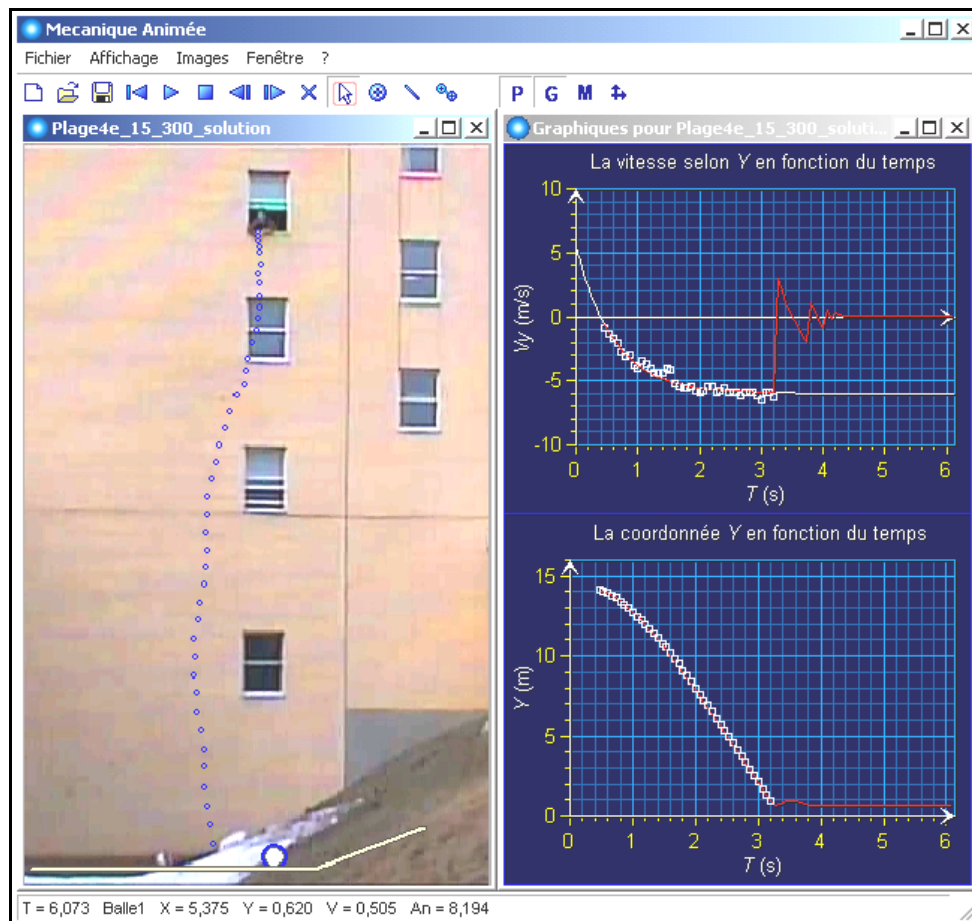 Mecanique Animée
Fichier Affichage Images Fenêtre ?
P G M
Plage4e_15_300_solution
Graphiques pour Plage4e_15_300_soluti...
La vitesse selon Y en fonction du temps
10
5
0
-5
-10
Vy (m/s)
0 1 2 3 4 5 6
T (s)
La coordonnée Y en fonction du temps
15
10
5
0
Y (m)
0 1 2 3 4 5 6
T (s)
T = 6,073 Balle1 X = 5,375 Y = 0,620 V = 0,505 An = 8,194